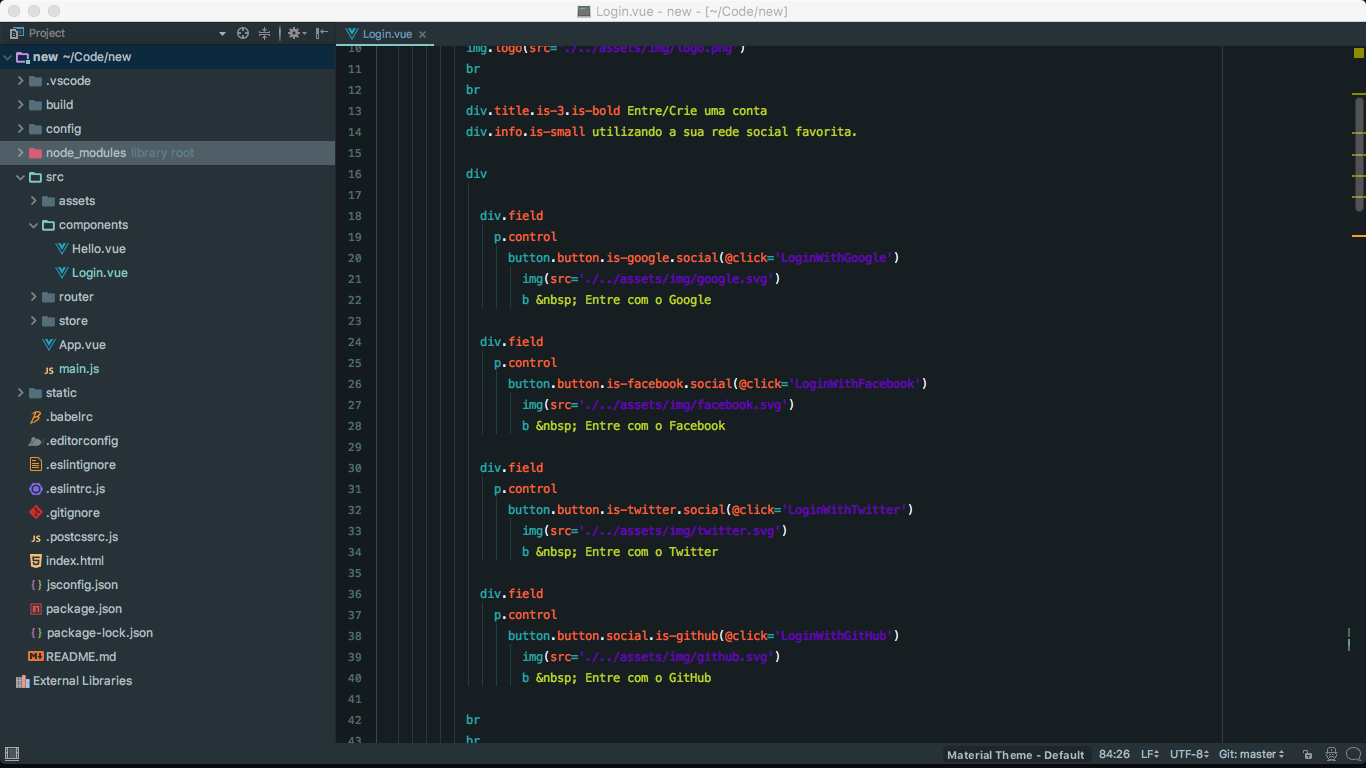 Login.vue - new - [~/Code/new]
Project
Login.vue ×
new ~/Code/new
.vscode
build
config
node_modules library root
src
assets
components
Hello.vue
Login.vue
router
store
App.vue
JS main.js
static
.babelrc
.editorconfig
.eslintignore
.eslintrc.js
.gitignore
JS .postcssrc.js
index.html
{} jsconfig.json
package.json
{} package-lock.json
README.md
External Libraries
10 img.logo(src='./../assets/img/logo.png')
11 br
12 br
13 div.title.is-3.is-bold Entre/Crie uma conta
14 div.info.is-small utilizando a sua rede social favorita.
15
16 div
17
18 div.field
19 p.control
20 button.button.is-google.social(@click='LoginWithGoogle')
21 img(src='./../assets/img/google.svg')
22 b &nbsp; Entre com o Google
23
24 div.field
25 p.control
26 button.button.is-facebook.social(@click='LoginWithFacebook')
27 img(src='./../assets/img/facebook.svg')
28 b &nbsp; Entre com o Facebook
29
30 div.field
31 p.control
32 button.button.is-twitter.social(@click='LoginWithTwitter')
33 img(src='./../assets/img/twitter.svg')
34 b &nbsp; Entre com o Twitter
35
36 div.field
37 p.control
38 button.button.social.is-github(@click='LoginWithGitHub')
39 img(src='./../assets/img/github.svg')
40 b &nbsp; Entre com o GitHub
41
42 br
43 br
Material Theme - Default 84:26 LF UTF-8 Git: master